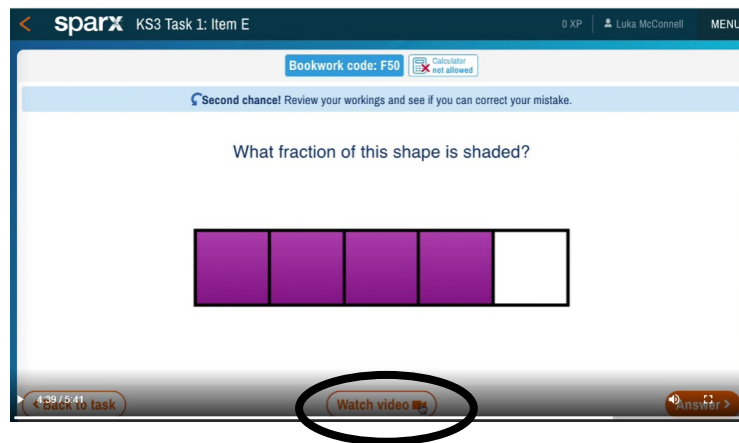 sparx KS3 Task 1: Item E 0 XP Luka McConnell MENU
Bookwork code: F50 Calculator not allowed
Second chance! Review your workings and see if you can correct your mistake.
What fraction of this shape is shaded?
4:39 / 5:41
Back to task Watch video Answer